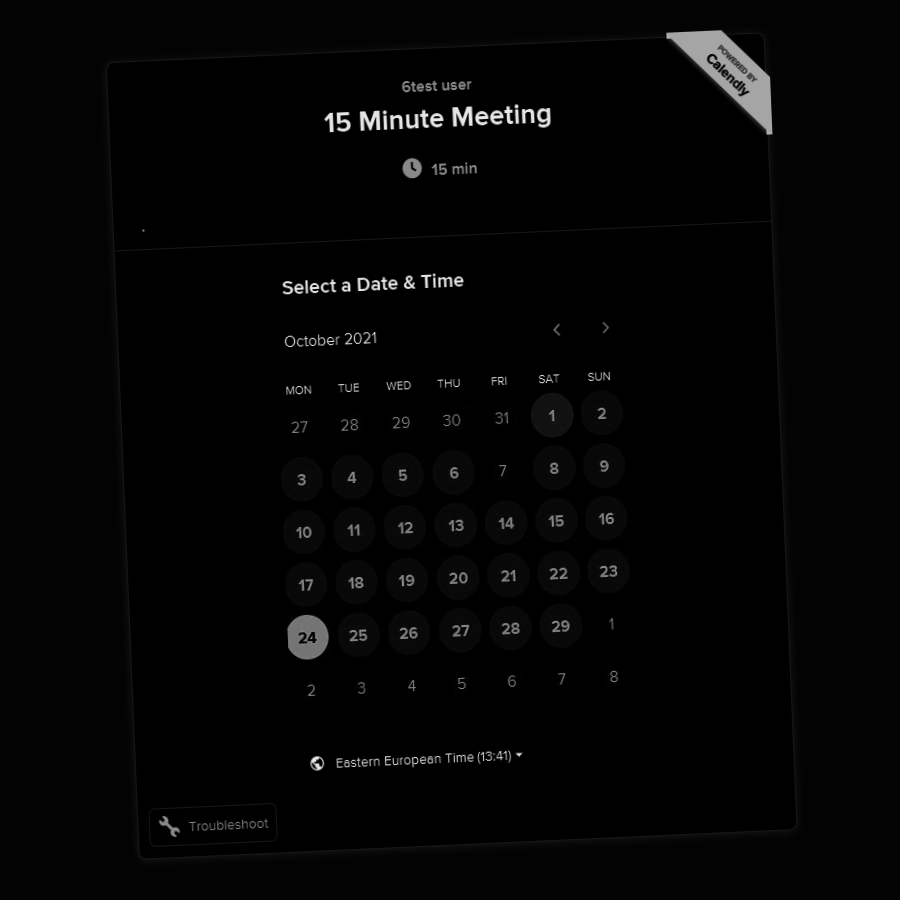 POWERED BY
Calendly
6test user
15 Minute Meeting
15 min
Select a Date & Time
October 2021
MON TUE WED THU FRI SAT SUN
27 28 29 30 31 1 2
3 4 5 6 7 8 9
10 11 12 13 14 15 16
17 18 19 20 21 22 23
24 25 26 27 28 29 1
2 3 4 5 6 7 8
Eastern European Time (13:41)
Troubleshoot